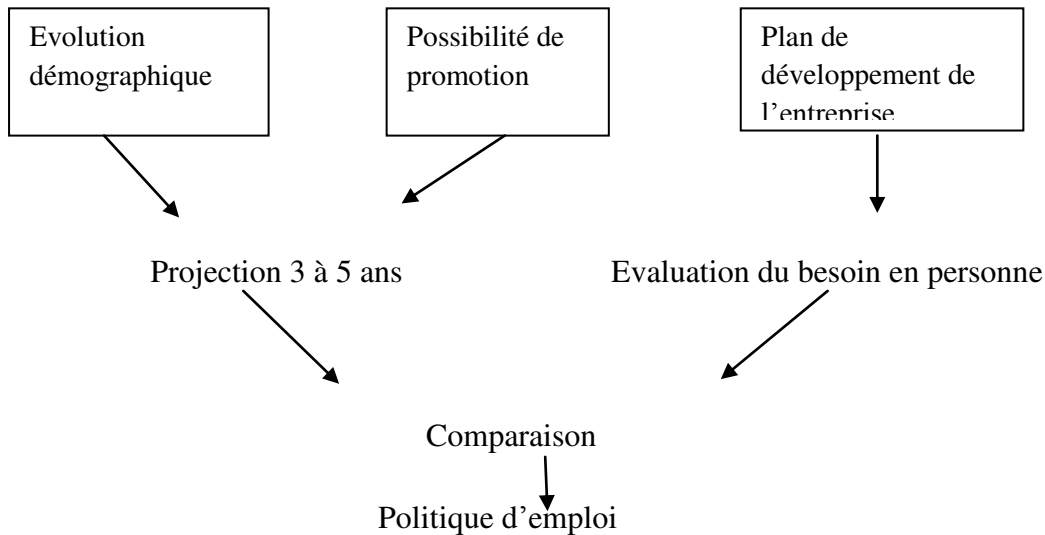 Evolution
démographique
Possibilité de
promotion
Plan de
développement de
l’entreprise
Projection 3 à 5 ans
Evaluation du besoin en personne
Comparaison
Politique d’emploi